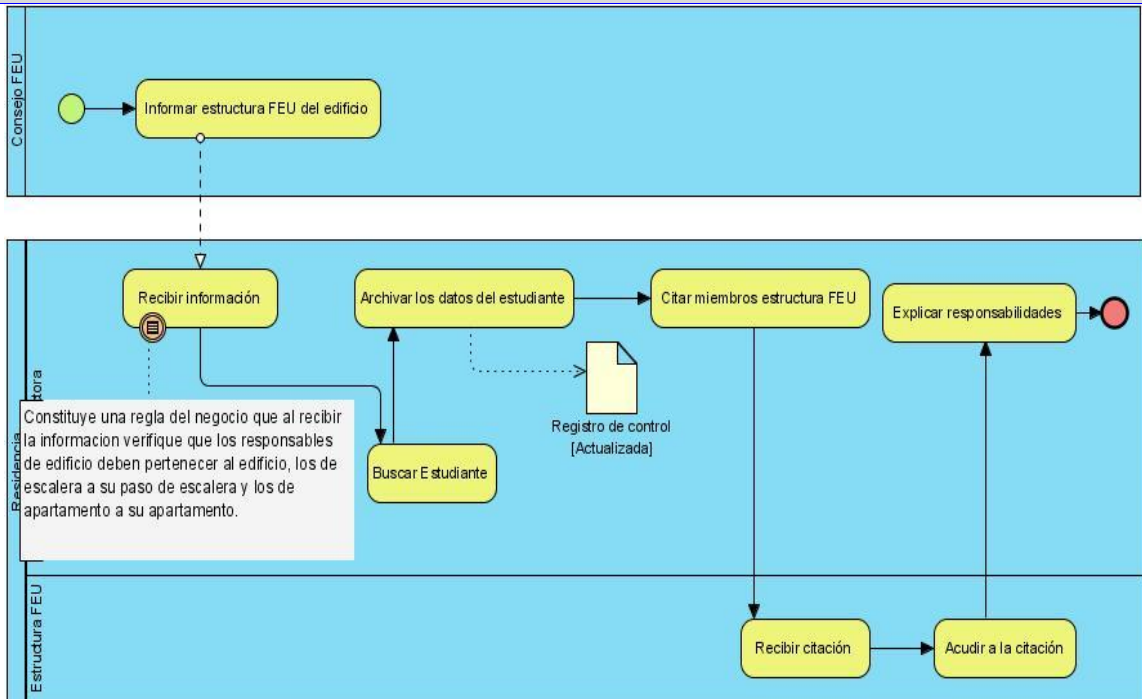 Consejo FEU
Informar estructura FEU del edificio
Residencia
tora
Recibir información
Archivar los datos del estudiante
Citar miembros estructura FEU
Explicar responsabilidades
Constituye una regla del negocio que al recibir
la informacion verifique que los responsables
de edificio deben pertenecer al edificio, los de
escalera a su paso de escalera y los de
apartamento a su apartamento.
Registro de control
[Actualizada]
Buscar Estudiante
Estructura FEU
Recibir citación
Acudir a la citación